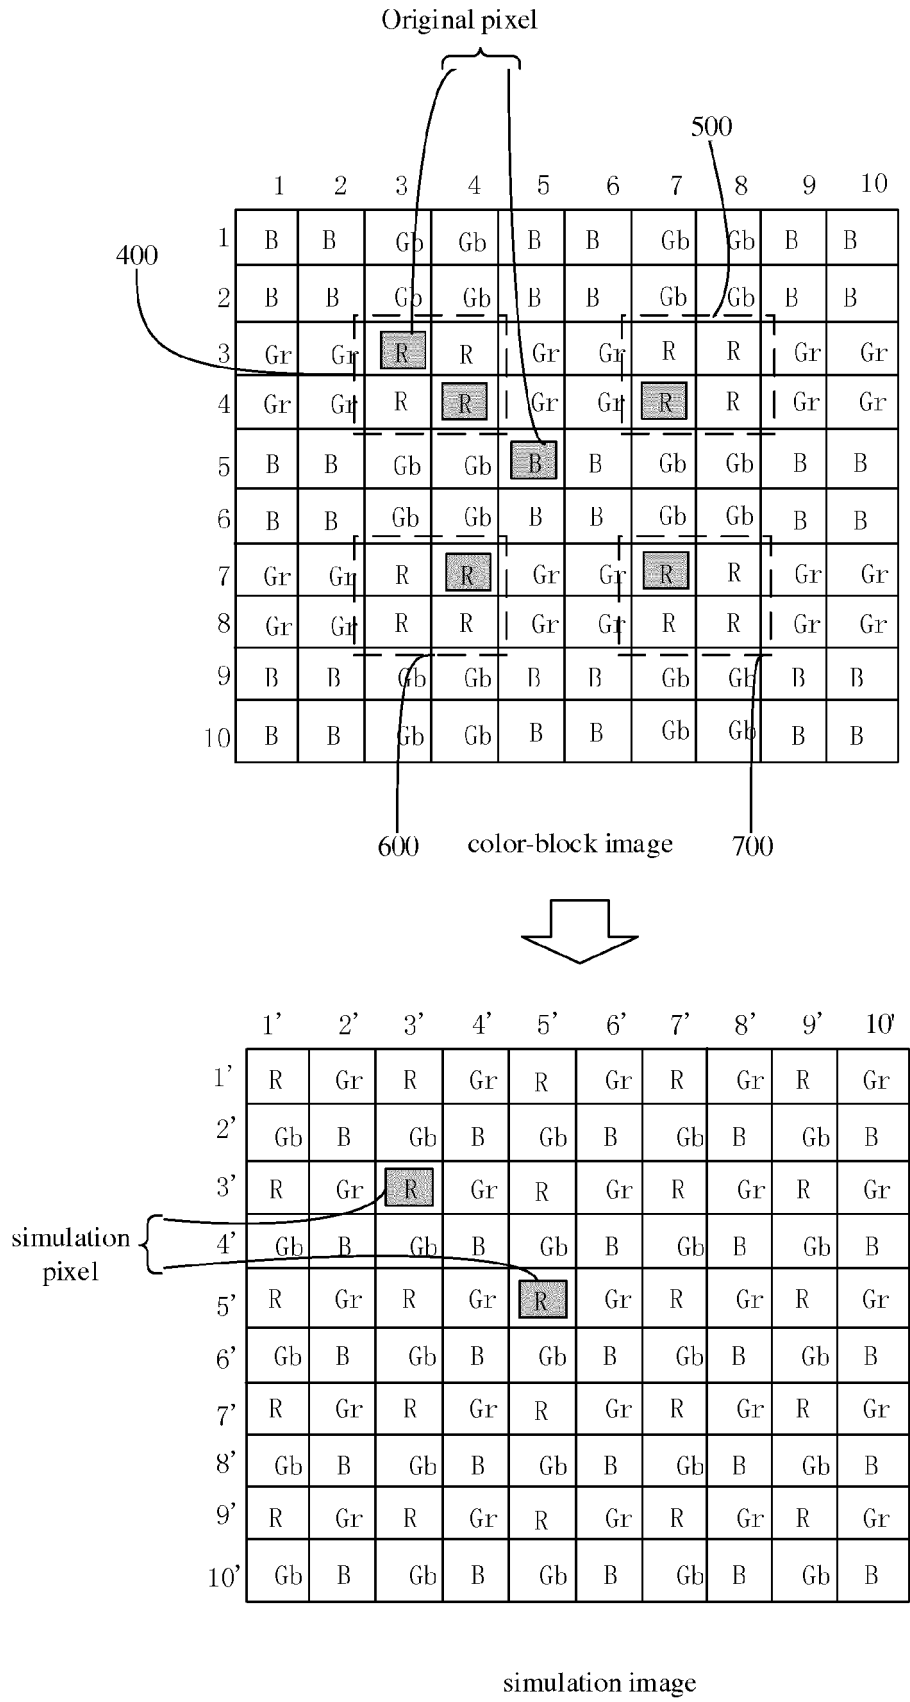 Original pixel
500
1 2 3 4 5 6 7 8 9 10
400
1 B B Gb Gb B B Gb Gb B B
2 B B Gb Gb B B Gb Gb B B
3 Gr Gr R R Gr Gr R R Gr Gr
4 Gr Gr R R Gr Gr R R Gr Gr
5 B B Gb Gb B B Gb Gb B B
6 B B Gb Gb B B Gb Gb B B
7 Gr Gr R R Gr Gr R R Gr Gr
8 Gr Gr R R Gr Gr R R Gr Gr
9 B B Gb Gb B B Gb Gb B B
10 B B Gb Gb B B Gb Gb B B
600 color-block image 700
1' 2' 3' 4' 5' 6' 7' 8' 9' 10'
1' R Gr R Gr R Gr R Gr R Gr
2' Gb B Gb B Gb B Gb B Gb B
3' R Gr R Gr R Gr R Gr R Gr
simulation
pixel
4' Gb B Gb B Gb B Gb B Gb B
5' R Gr R Gr R Gr R Gr R Gr
6' Gb B Gb B Gb B Gb B Gb B
7' R Gr R Gr R Gr R Gr R Gr
8' Gb B Gb B Gb B Gb B Gb B
9' R Gr R Gr R Gr R Gr R Gr
10' Gb B Gb B Gb B Gb B Gb B
simulation image